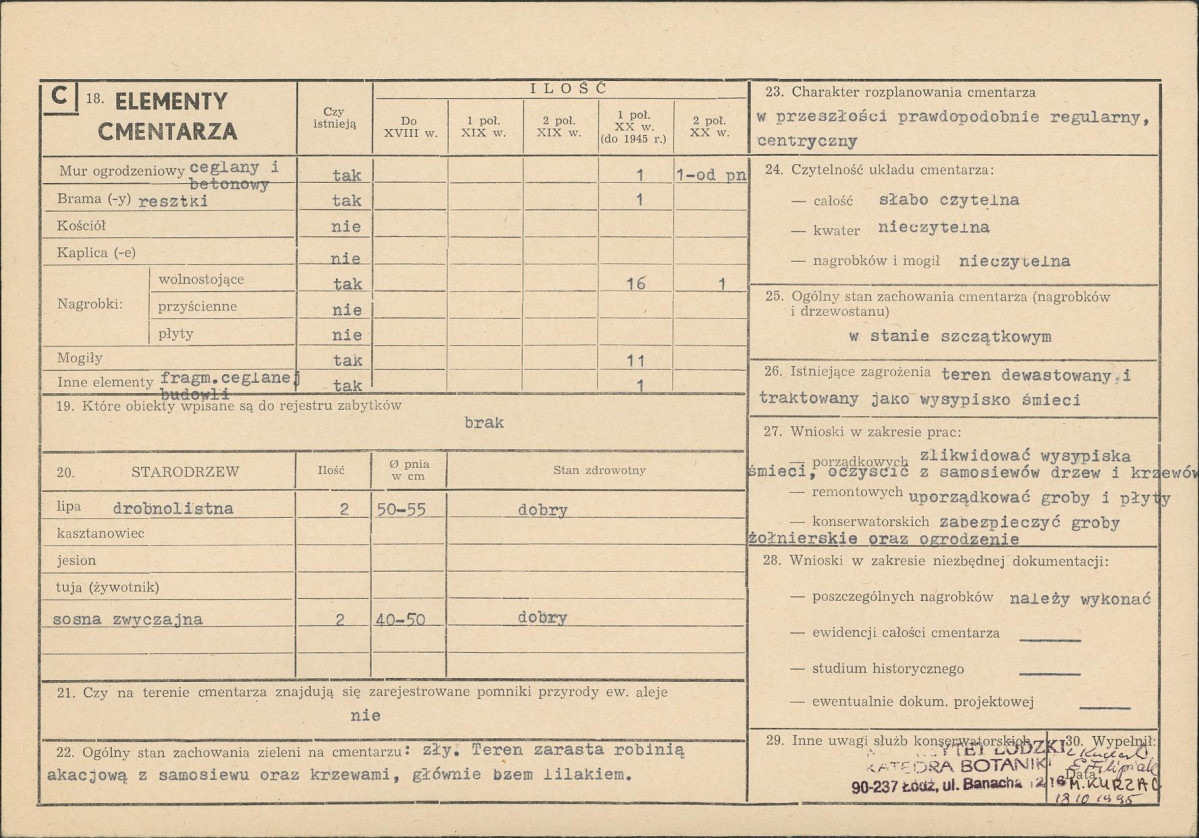 C 18. ELEMENTY CMENTARZA
Czy istnieją
ILOŚĆ
Do XVIII w.
1 poł. XIX w.
2 poł. XIX w.
1 poł. XX w. (do 1945 r.)
2 poł. XX w.
Mur ogrodzeniowy ceglany i betonowy tak 1 1-od pn
Brama (-y) resztki tak 1
Kościół nie
Kaplica (-e) nie
Nagrobki:
wolnostojące tak 16 1
przyścienne nie
płyty nie
Mogiły tak 11
Inne elementy fragm.ceglanej budowli tak 1
19. Które obiekty wpisane są do rejestru zabytków
brak
20. STARODRZEW Ilość Ø pnia w cm Stan zdrowotny
lipa drobnolistna 2 50-55 dobry
kasztanowiec
jesion
tuja (żywotnik)
sosna zwyczajna 2 40-50 dobry
21. Czy na terenie cmentarza znajdują się zarejestrowane pomniki przyrody ew. aleje
nie
22. Ogólny stan zachowania zieleni na cmentarzu: zły. Teren zarasta robinią
akacjową z samosiewu oraz krzewami, głównie bzem lilakiem.
23. Charakter rozplanowania cmentarza
w przeszłości prawdopodobnie regularny,
centryczny
24. Czytelność układu cmentarza:
— całość słabo czytelna
— kwater nieczytelna
— nagrobków i mogił nieczytelna
25. Ogólny stan zachowania cmentarza (nagrobków
i drzewostanu)
w stanie szczątkowym
26. Istniejące zagrożenia teren dewastowany i
traktowany jako wysypisko śmieci
27. Wnioski w zakresie prac:
— porządkowych zlikwidować wysypiska
śmieci, oczyścić z samosiewów drzew i krzewów
— remontowych uporządkować groby i płyty
— konserwatorskich zabezpieczyć groby
żołnierskie oraz ogrodzenie
28. Wnioski w zakresie niezbędnej dokumentacji:
— poszczególnych nagrobków należy wykonać
— ewidencji całości cmentarza
— studium historycznego
— ewentualnie dokum. projektowej
29. Inne uwagi służb konserwatorskich
30. Wypełnił:
ŁÓDZKI
KATEDRA BOTANIKI
90-237 Łódź, ul. Banacha
E. Filipiak
Data
M. KURZAC